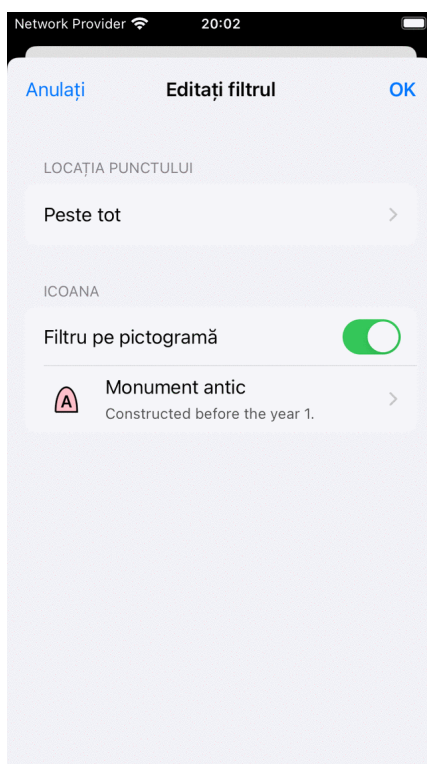 Network Provider 20:02
Anulați Editați filtrul OK
LOCAȚIA PUNCTULUI
Peste tot
ICOANA
Filtru pe pictogramă
A Monument antic
Constructed before the year 1.